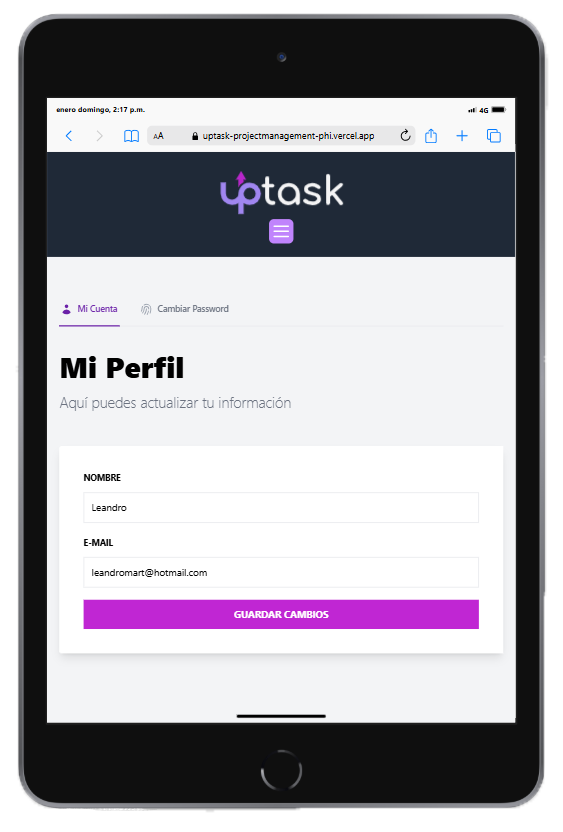 enero domingo, 2:17 p.m. 4G
AA uptask-projectmanagement-phi.vercel.app
uptask
Mi Cuenta Cambiar Password
Mi Perfil
Aquí puedes actualizar tu información
NOMBRE
Leandro
E-MAIL
leandromart@hotmail.com
GUARDAR CAMBIOS